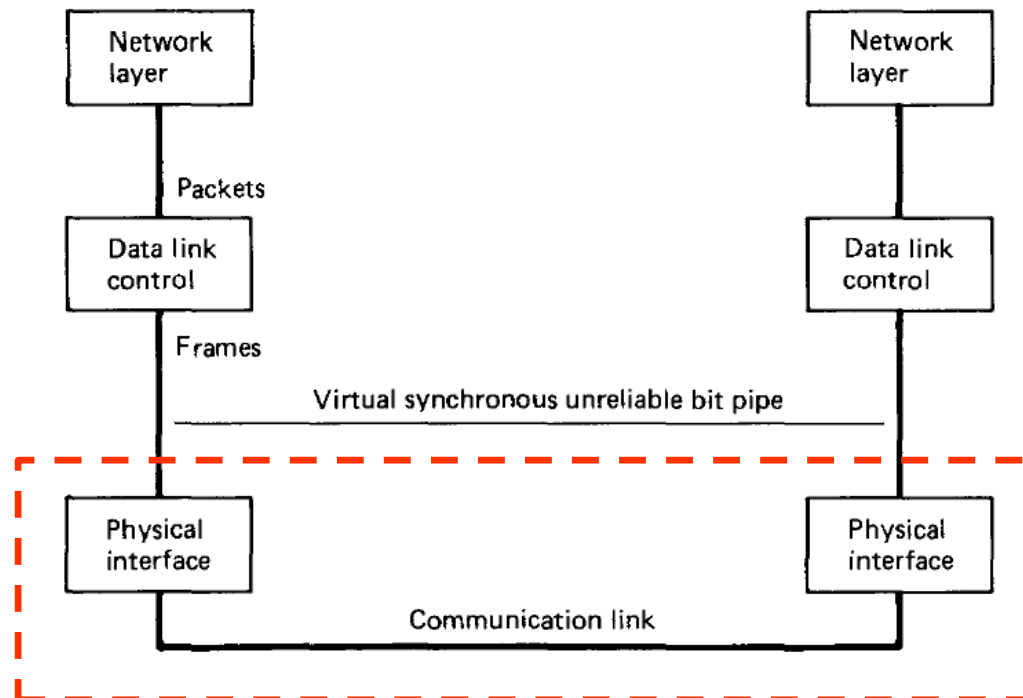 Network
layer
Network
layer
Packets
Data link
control
Data link
control
Frames
Virtual synchronous unreliable bit pipe
Physical
interface
Physical
interface
Communication link